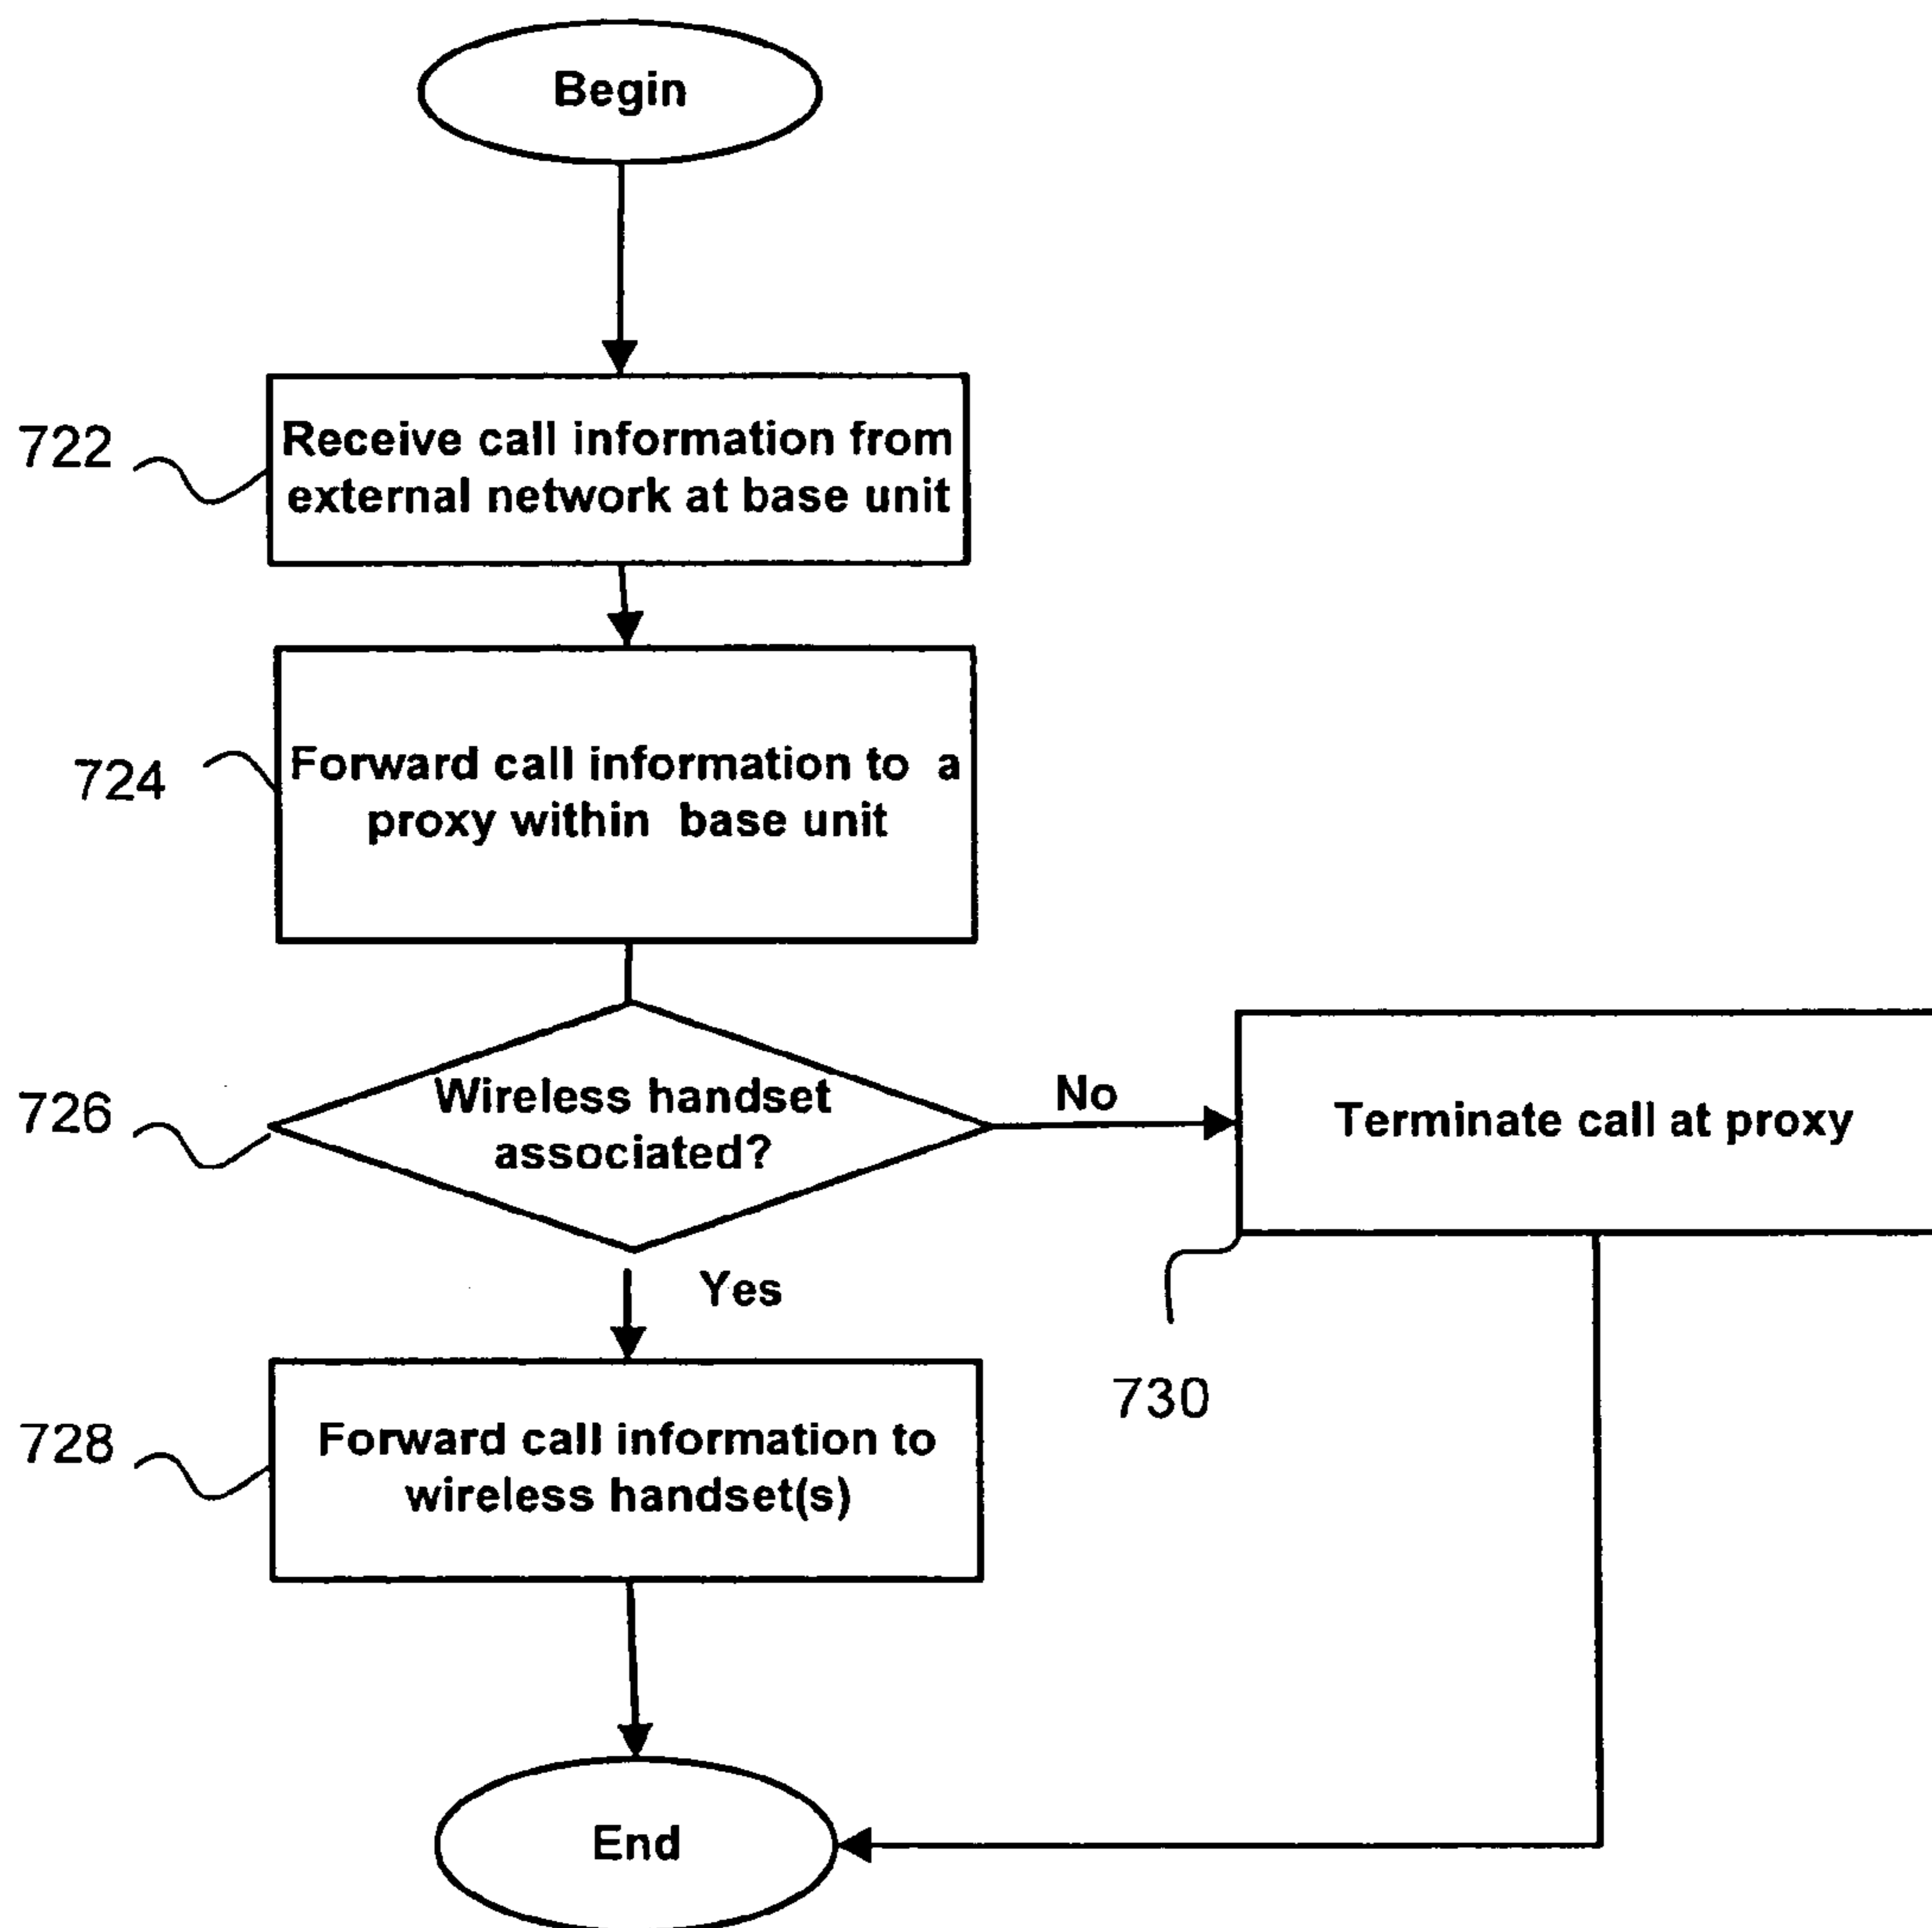 Begin
722
Receive call information from
external network at base unit
724
Forward call information to a
proxy within base unit
726
Wireless handset
associated?
No
Terminate call at proxy
730
Yes
728
Forward call information to
wireless handset(s)
End